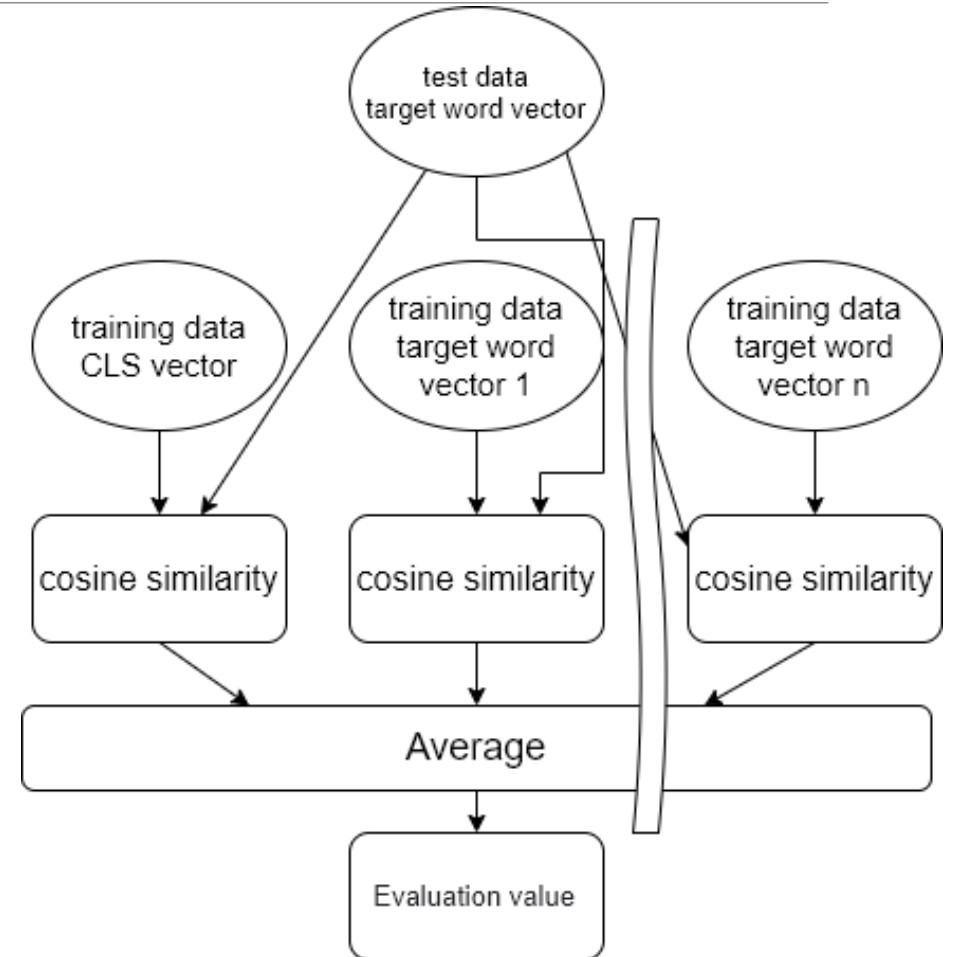 test data
target word vector
training data
CLS vector
training data
target word
vector 1
training data
target word
vector n
cosine similarity
cosine similarity
cosine similarity
Average
Evaluation value